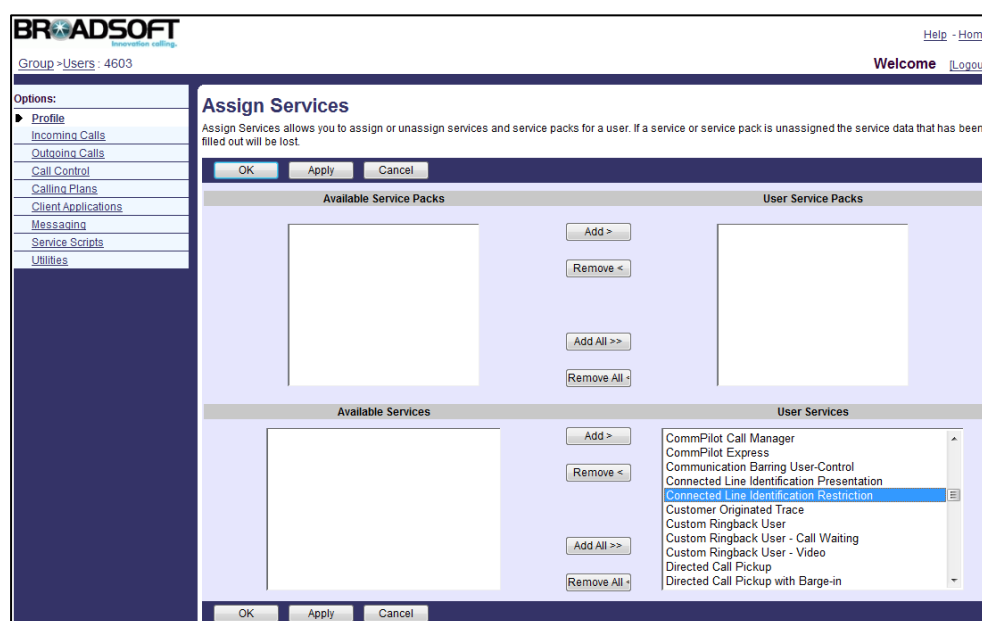 BROADSOFT
Innovation calling.
Help - Hom
Group >Users : 4603
Welcome [Logou
Options:
Profile
Incoming Calls
Outgoing Calls
Call Control
Calling Plans
Client Applications
Messaging
Service Scripts
Utilities
Assign Services
Assign Services allows you to assign or unassign services and service packs for a user. If a service or service pack is unassigned the service data that has been
filled out will be lost.
OK Apply Cancel
Available Service Packs User Service Packs
Add >
Remove <
Add All >>
Remove All <
Available Services User Services
Add >
Remove <
Add All >>
Remove All <
CommPilot Call Manager
CommPilot Express
Communication Barring User-Control
Connected Line Identification Presentation
Connected Line Identification Restriction
Customer Originated Trace
Custom Ringback User
Custom Ringback User - Call Waiting
Custom Ringback User - Video
Directed Call Pickup
Directed Call Pickup with Barge-in
OK Apply Cancel